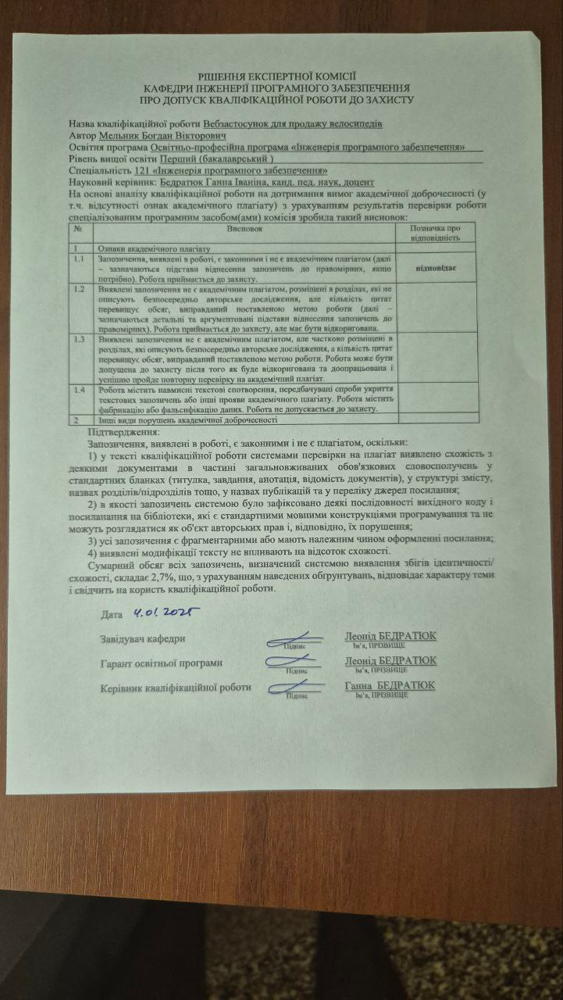 РІШЕННЯ ЕКСПЕРТНОЇ КОМІСІЇ
КАФЕДРИ ІНЖЕНЕРІЇ ПРОГРАМНОГО ЗАБЕЗПЕЧЕННЯ
ПРО ДОПУСК КВАЛІФІКАЦІЙНОЇ РОБОТИ ДО ЗАХИСТУ
Назва кваліфікаційної роботи Вебзастосунок для продажу велосипедів
Автор Мельник Богдан Вікторович
Освітня програма Освітньо-професійна програма «Інженерія програмного забезпечення»
Рівень вищої освіти Перший (бакалаврський )
Спеціальність 121 «Інженерія програмного забезпечення»
Науковий керівник: Бедратюк Ганна Іваніна, канд. пед. наук, доцент
На основі аналізу кваліфікаційної роботи на дотримання вимог академічної доброчесності (у
т.ч. відсутності ознак академічного плагіату) з урахуванням результатів перевірки роботи
спеціалізованим програмним засобом(ами) комісія зробила такий висновок:
№ Висновок Позначка про
відповідність
1 Ознаки академічного плагіату
1.1 Запозичення, виявлені в роботі, є законними і не є академічним плагіатом (далі
– зазначаються підстави віднесення запозичень до правомірних, якщо
потрібно). Робота приймається до захисту.
відповідає
1.2 Виявлені запозичення не є академічним плагіатом, розміщені в розділах, які не
описують безпосередньо авторське дослідження, але кількість цитат
перевищує обсяг, виправданий поставленою метою роботи (далі –
зазначаються детальні та аргументовані підстави віднесення запозичень до
правомірних). Робота приймається до захисту, але має бути відкоригована.
1.3 Виявлені запозичення не є академічним плагіатом, але частково розміщені в
розділах, які описують безпосередньо авторське дослідження, а кількість цитат
перевищує обсяг, виправданий поставленою метою роботи. Робота може бути
допущена до захисту після того як буде відкоригована та доопрацьована і
успішно пройде повторну перевірку на академічний плагіат.
1.4 Робота містить навмисні текстові спотворення, передбачувані спроби укриття
текстових запозичень або інші прояви академічного плагіату. Робота містить
фабрикацію або фальсифікацію даних. Робота не допускається до захисту.
2 Інші види порушень академічної доброчесності
Підтвердження:
Запозичення, виявлені в роботі, є законними і не є плагіатом, оскільки:
1) у тексті кваліфікаційної роботи системами перевірки на плагіат виявлено схожість з
деякими документами в частині загальновживаних обов'язкових словосполучень у
стандартних бланках (титулка, завдання, анотація, відомість документів), у структурі змісту,
назвах розділів/підрозділів тощо, у назвах публікацій та у переліку джерел посилання;
2) в якості запозичень системою було зафіксовано деякі послідовності вихідного коду і
посиланання на бібліотеки, які є стандартними мовними конструкціями програмування та не
можуть розглядатися як об'єкт авторських прав і, відповідно, їх порушення;
3) усі запозичення є фрагментарними або мають належним чином оформленні посилання;
4) виявлені модифікації тексту не впливають на відсоток схожості.
Сумарний обсяг всіх запозичень, визначений системою виявлення збігів ідентичності/
схожості, складає 2,7%, що, з урахуванням наведених обґрунтувань, відповідає характеру теми
і свідчить на користь кваліфікаційної роботи.
Дата 4.01.2025
Завідувач кафедри Леонід БЕДРАТЮК
Підпис Ім'я, ПРІЗВИЩЕ
Гарант освітньої програми Леонід БЕДРАТЮК
Підпис Ім'я, ПРІЗВИЩЕ
Керівник кваліфікаційної роботи Ганна БЕДРАТЮК
Підпис Ім'я, ПРІЗВИЩЕ